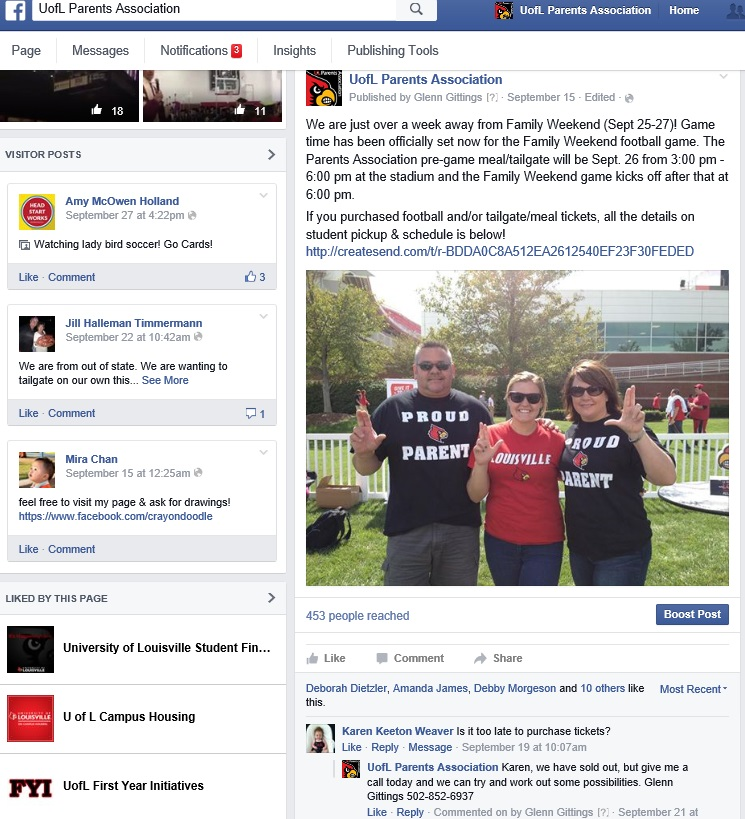 UofL Parents Association
UofL Parents Association Home
Page Messages Notifications 3 Insights Publishing Tools
18
11
VISITOR POSTS
HEAD START WORKS
Amy McOwen Holland
September 27 at 4:22pm
Watching lady bird soccer! Go Cards!
Like · Comment 3
Jill Halleman Timmermann
September 22 at 10:42am
We are from out of state. We are wanting to
tailgate on our own this... See More
Like · Comment 1
Mira Chan
September 15 at 12:25am
feel free to visit my page & ask for drawings!
https://www.facebook.com/crayondoodle
Like · Comment
LIKED BY THIS PAGE
University of Louisville Student Fin...
LOUISVILLE
U of L Campus Housing
FYI
UofL First Year Initiatives
Parents
UofL Parents Association
Published by Glenn Gittings [?] · September 15 · Edited ·
We are just over a week away from Family Weekend (Sept 25-27)! Game
time has been officially set now for the Family Weekend football game. The
Parents Association pre-game meal/tailgate will be Sept. 26 from 3:00 pm -
6:00 pm at the stadium and the Family Weekend game kicks off after that at
6:00 pm.
If you purchased football and/or tailgate/meal tickets, all the details on
student pickup & schedule is below!
http://createsend.com/t/r-BDDA0C8A512EA2612540EF23F30FEDED
PROUD
PARENT
LOUISVILLE
PROUD
PARENT
453 people reached
Boost Post
Like Comment Share
Deborah Dietzler, Amanda James, Debby Morgeson and 10 others like
this.
Most Recent
Karen Keeton Weaver Is it too late to purchase tickets?
Like · Reply · Message · September 19 at 10:07am
UofL Parents Association Karen, we have sold out, but give me a
call today and we can try and work out some possibilities. Glenn
Gittings 502-852-6937
Like · Reply · Commented on by Glenn Gittings [?] · September 21 at